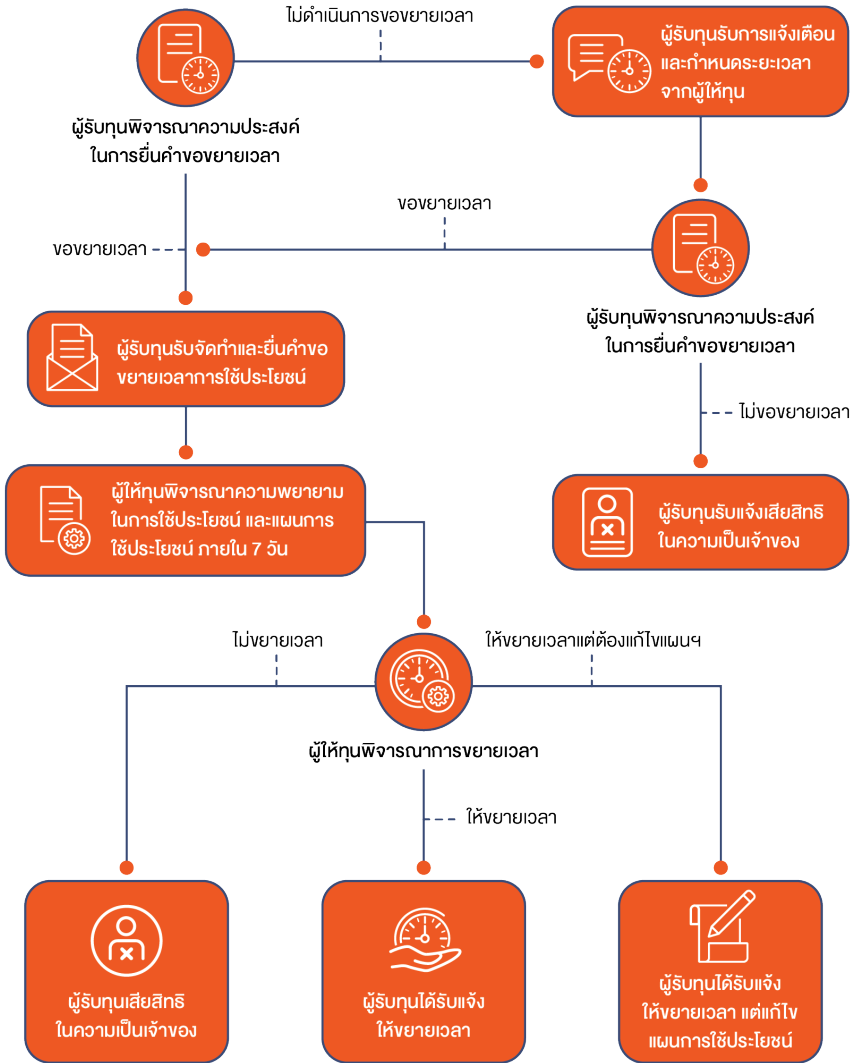 ไม่ดำเนินการขอขยายเวลา
ผู้รับทุนรับการแจ้งเตือน
และกำหนดระยะเวลา
จากผู้ให้ทุน
ผู้รับทุนพิจารณาความประสงค์
ในการยื่นคำขอขยายเวลา
ขอขยายเวลา
ขอขยายเวลา
ผู้รับทุนพิจารณาความประสงค์
ในการยื่นคำขอขยายเวลา
ผู้รับทุนรับจัดทำและยื่นคำขอ
ขยายเวลาการใช้ประโยชน์
ไม่ขอขยายเวลา
ผู้ให้ทุนพิจารณาความพยายาม
ในการใช้ประโยชน์ และแผนการ
ใช้ประโยชน์ ภายใน 7 วัน
ผู้รับทุนรับแจ้งเสียสิทธิ
ในความเป็นเจ้าของ
ไม่ขยายเวลา
ให้ขยายเวลาแต่ต้องแก้ไขแผนฯ
ผู้ให้ทุนพิจารณาการขยายเวลา
ให้ขยายเวลา
ผู้รับทุนเสียสิทธิ
ในความเป็นเจ้าของ
ผู้รับทุนได้รับแจ้ง
ให้ขยายเวลา
ผู้รับทุนได้รับแจ้ง
ให้ขยายเวลา แต่แก้ไข
แผนการใช้ประโยชน์